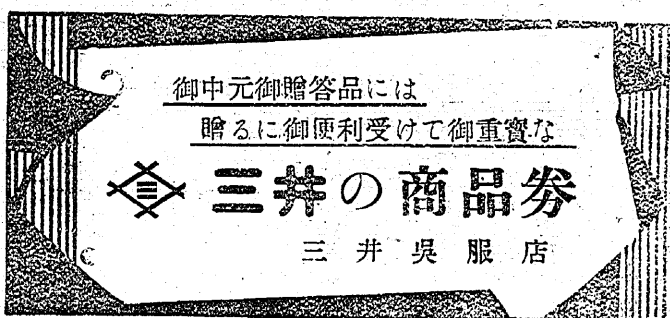 御中元御贈答品には
贈るに御便利受けて御重寳な
三井の商品券
三井呉服店